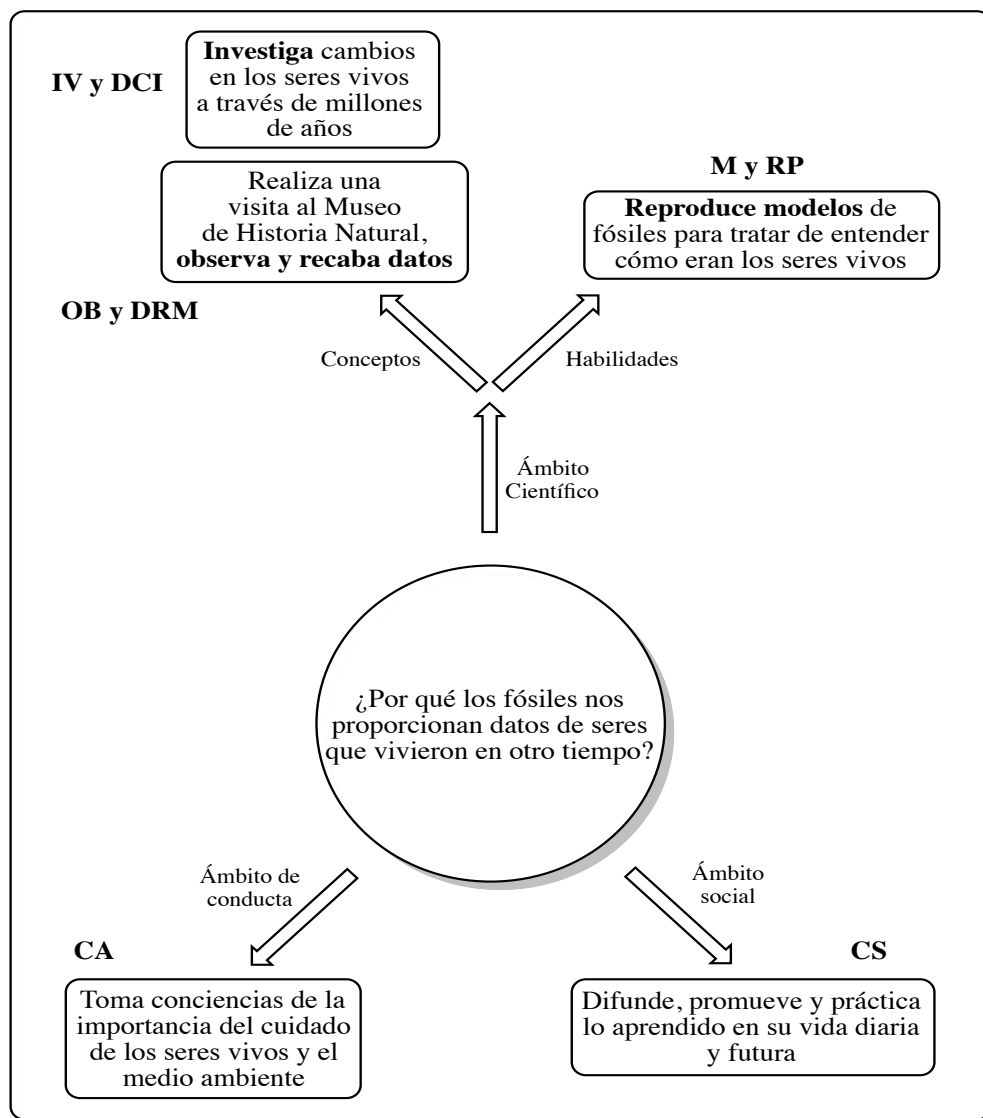 IV y DCI
Investiga cambios
en los seres vivos
a través de millones
de años
Realiza una
visita al Museo
de Historia Natural,
observa y recaba datos
OB y DRM
M y RP
Reproduce modelos de
fósiles para tratar de entender
cómo eran los seres vivos
Conceptos
Habilidades
Ámbito
Científico
¿Por qué los fósiles nos
proporcionan datos de seres
que vivieron en otro tiempo?
Ámbito de
conducta
CA
Toma conciencias de la
importancia del cuidado
de los seres vivos y el
medio ambiente
Ámbito
social
CS
Difunde, promueve y práctica
lo aprendido en su vida diaria
y futura